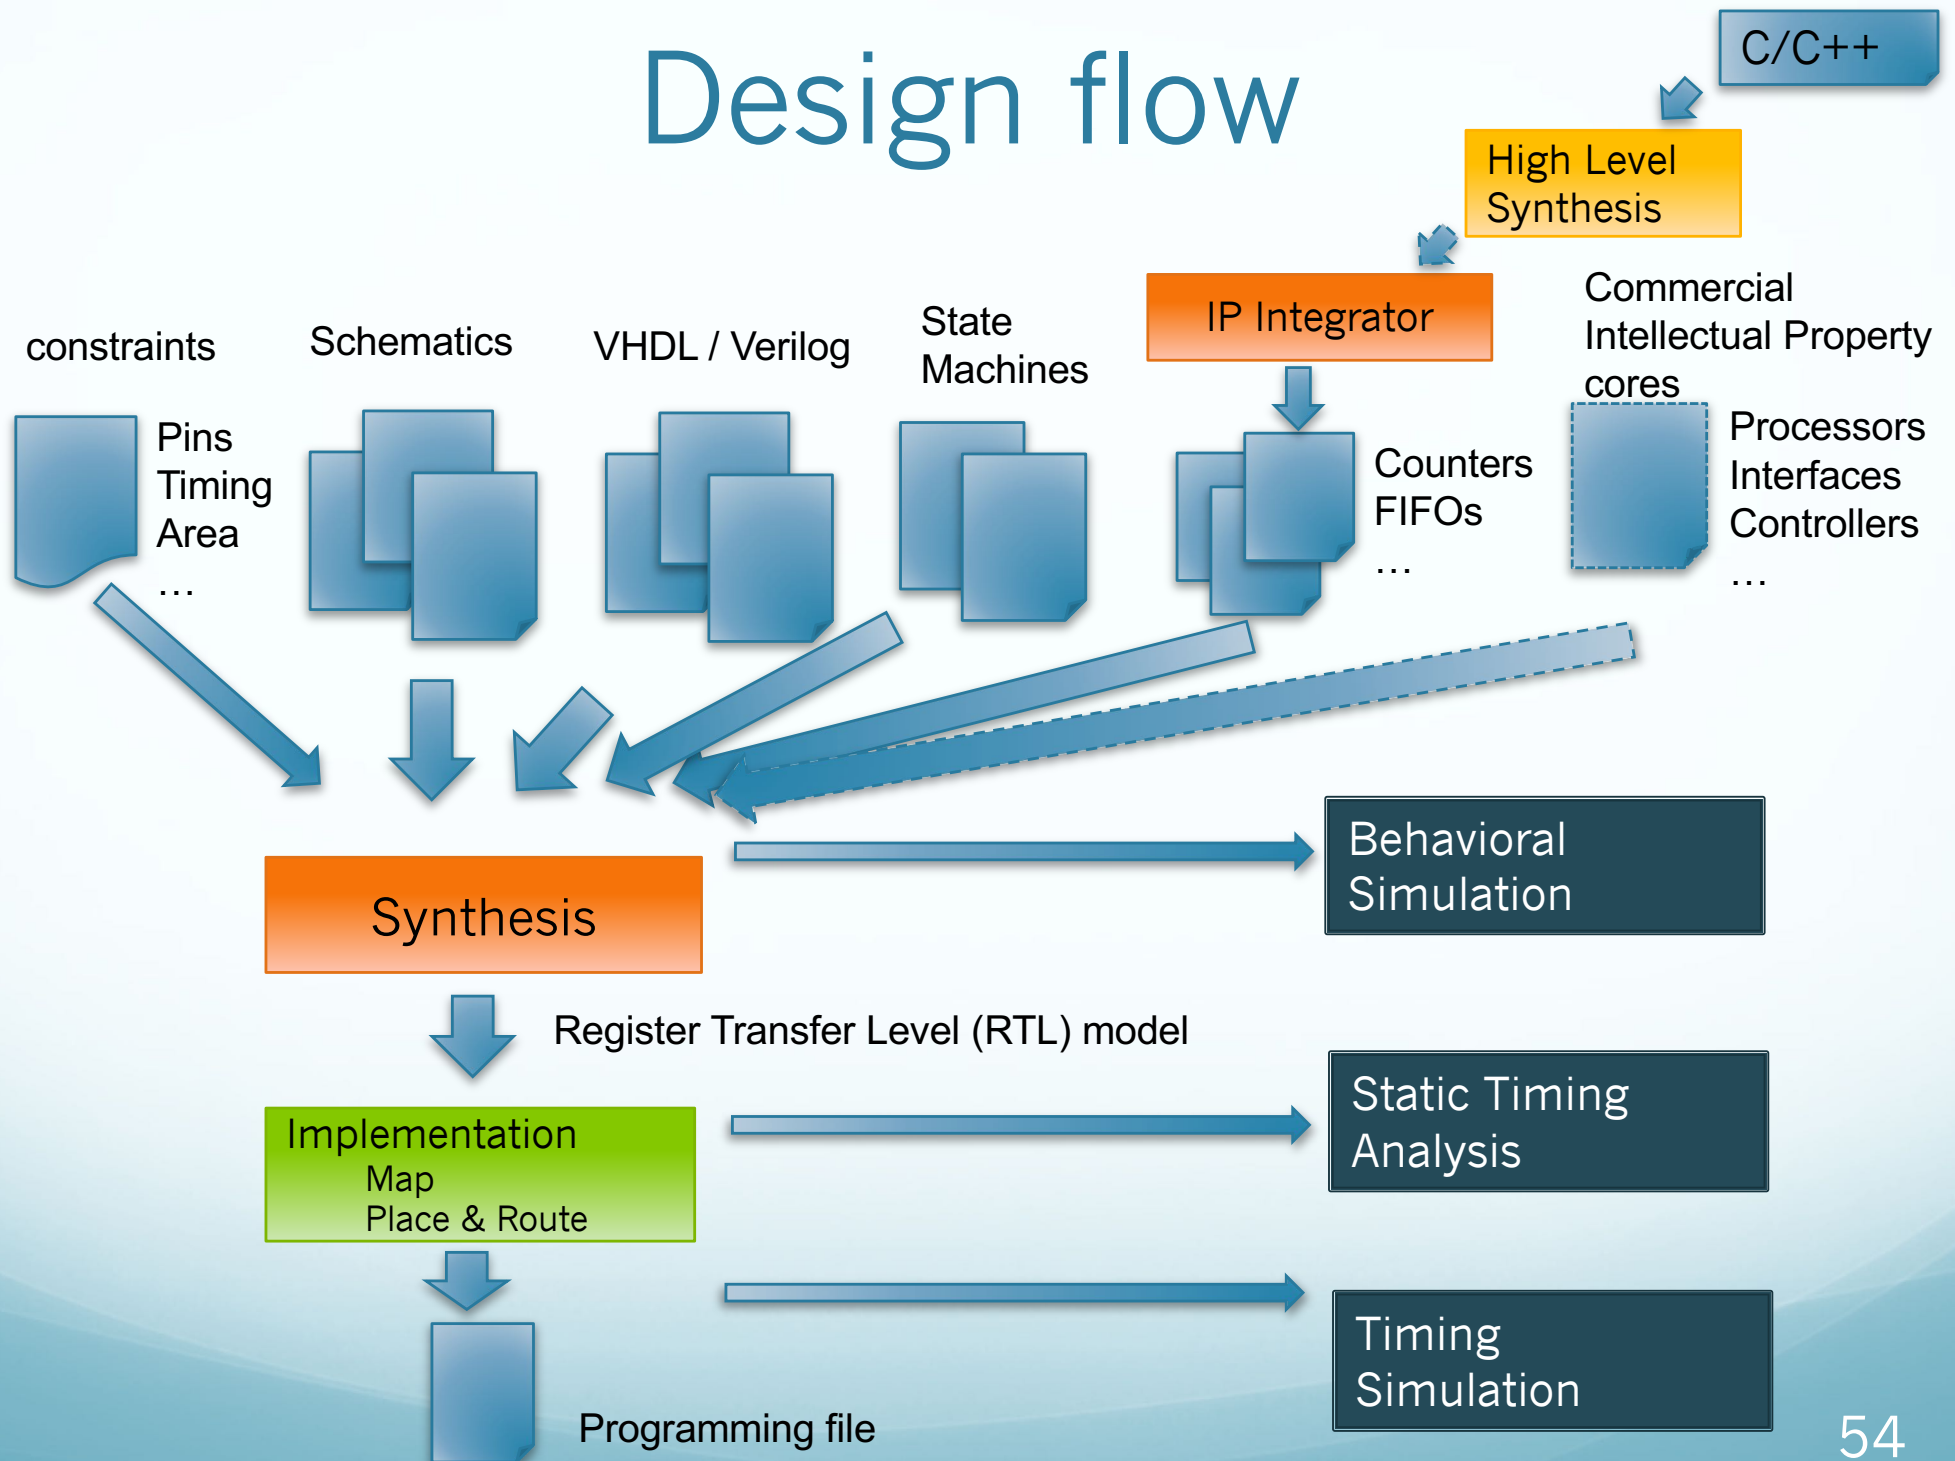 Design flow
C/C++
High Level
Synthesis
IP Integrator
constraints
Pins
Timing
Area
…
Schematics
VHDL / Verilog
State
Machines
Counters
FIFOs
…
Commercial
Intellectual Property
cores
Processors
Interfaces
Controllers
…
Synthesis
Behavioral
Simulation
Register Transfer Level (RTL) model
Implementation
Map
Place & Route
Static Timing
Analysis
Timing
Simulation
Programming file
54